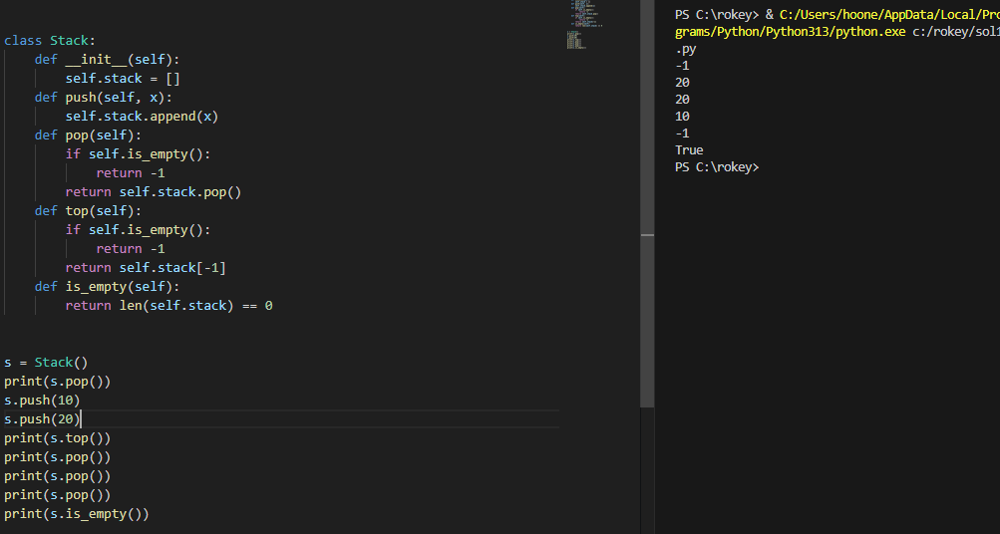 class Stack:
    def __init__(self):
        self.stack = []
    def push(self, x):
        self.stack.append(x)
    def pop(self):
        if self.is_empty():
            return -1
        return self.stack.pop()
    def top(self):
        if self.is_empty():
            return -1
        return self.stack[-1]
    def is_empty(self):
        return len(self.stack) == 0
s = Stack()
print(s.pop())
s.push(10)
s.push(20)
print(s.top())
print(s.pop())
print(s.pop())
print(s.pop())
print(s.is_empty())
PS C:\rokey> & C:/Users/hoone/AppData/Local/Pro
grams/Python/Python313/python.exe c:/rokey/sol1
.py
-1
20
20
10
-1
True
PS C:\rokey>